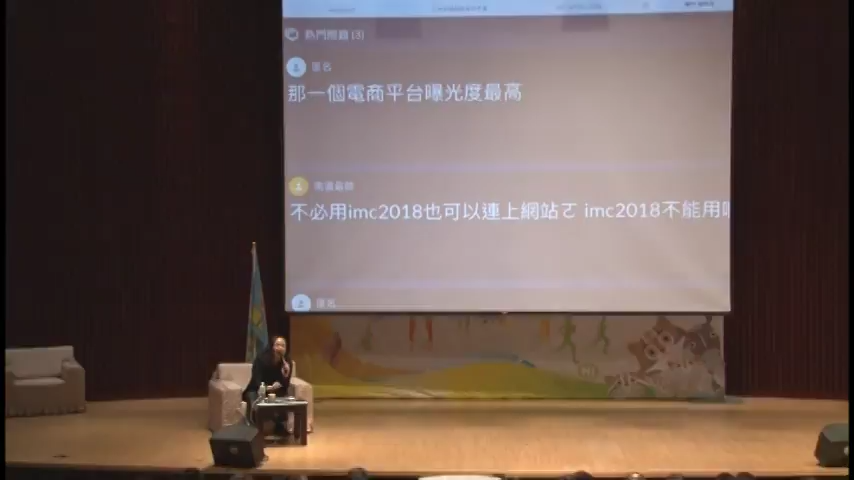 熱門問題 (3)
匿名
那一個電商平台曝光度最高
不必用imc2018也可以連上網站ㄛ imc2018不能用
匿名